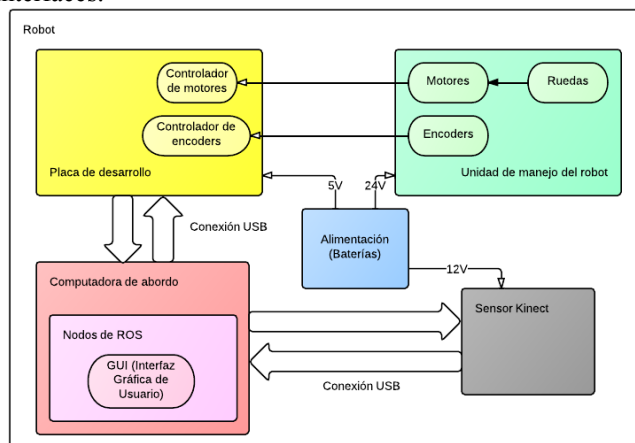 Robot
Controlador
de motores
Motores
Ruedas
Controlador de
encoders
Encoders
Placa de desarrollo
Unidad de manejo del robot
5V
24V
Conexión USB
Alimentación
(Baterías)
Computadora de abordo
12V
Sensor Kinect
Nodos de ROS
GUI (Interfaz
Gráfica de
Usuario)
Conexión USB